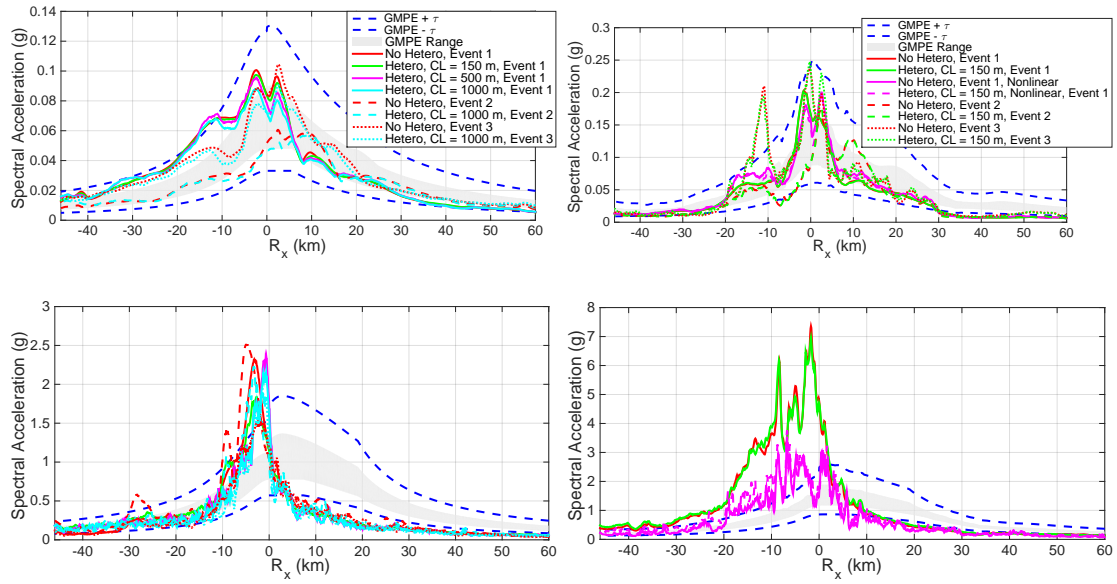 0.14
0.12
0.1
0.08
0.06
0.04
0.02
0
Spectral Acceleration (g)
-40 -30 -20 -10 0 10 20 30 40 50 60
R_x (km)
GMPE + τ
GMPE - τ
GMPE Range
No Hetero, Event 1
Hetero, CL = 150 m, Event 1
Hetero, CL = 500 m, Event 1
Hetero, CL = 1000 m, Event 1
No Hetero, Event 2
Hetero, CL = 1000 m, Event 2
No Hetero, Event 3
Hetero, CL = 1000 m, Event 3
0.3
0.25
0.2
0.15
0.1
0.05
0
Spectral Acceleration (g)
-40 -30 -20 -10 0 10 20 30 40 50 60
R_x (km)
GMPE + τ
GMPE - τ
GMPE Range
No Hetero, Event 1
Hetero, CL = 150 m, Event 1
No Hetero, Event 1, Nonlinear
Hetero, CL = 150 m, Nonlinear, Event 1
No Hetero, Event 2
Hetero, CL = 150 m, Event 2
No Hetero, Event 3
Hetero, CL = 150 m, Event 3
3
2.5
2
1.5
1
0.5
0
Spectral Acceleration (g)
-40 -30 -20 -10 0 10 20 30 40 50 60
R_x (km)
8
7
6
5
4
3
2
1
0
Spectral Acceleration (g)
-40 -30 -20 -10 0 10 20 30 40 50 60
R_x (km)